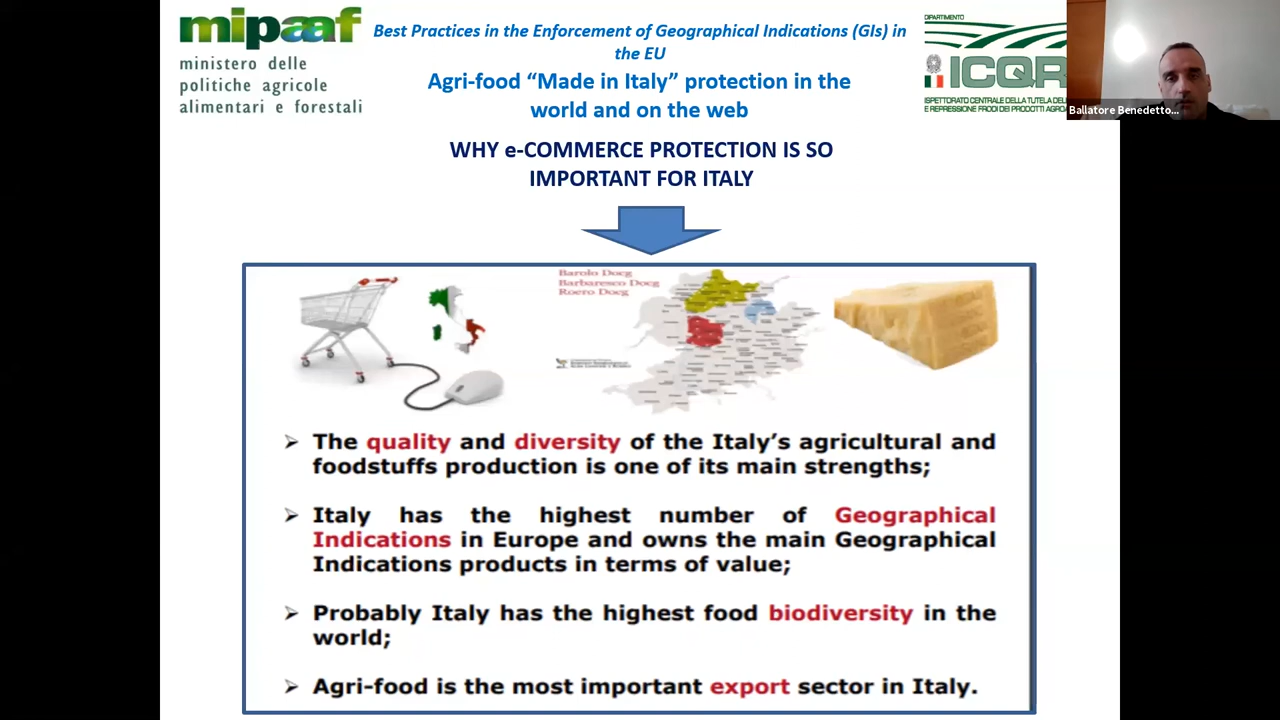 mipaaf
ministero delle
politiche agricole
alimentari e forestali
Best Practices in the Enforcement of Geographical Indications (GIs) in
the EU
Agri-food “Made in Italy” protection in the
world and on the web
DIPARTIMENTO
ICQR
ISPETTORATO CENTRALE DELLA TUTELA DEL
E REPRESSIONE FRODI DEI PRODOTTI AGRO
Ballatore Benedetto...
WHY e-COMMERCE PROTECTION IS SO
IMPORTANT FOR ITALY
Barolo Docg
Barbaresco Docg
Roero Docg
➢ The quality and diversity of the Italy’s agricultural and
foodstuffs production is one of its main strengths;
➢ Italy has the highest number of Geographical
Indications in Europe and owns the main Geographical
Indications products in terms of value;
➢ Probably Italy has the highest food biodiversity in the
world;
➢ Agri-food is the most important export sector in Italy.